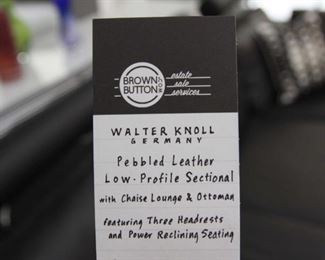 BROWN
BUTTON
.COM
estate
sale
services
WALTER KNOLL
GERMANY
Pebbled Leather
Low-Profile Sectional
with Chaise Lounge & Ottoman
featuring Three Headrests
and Power Reclining Seating